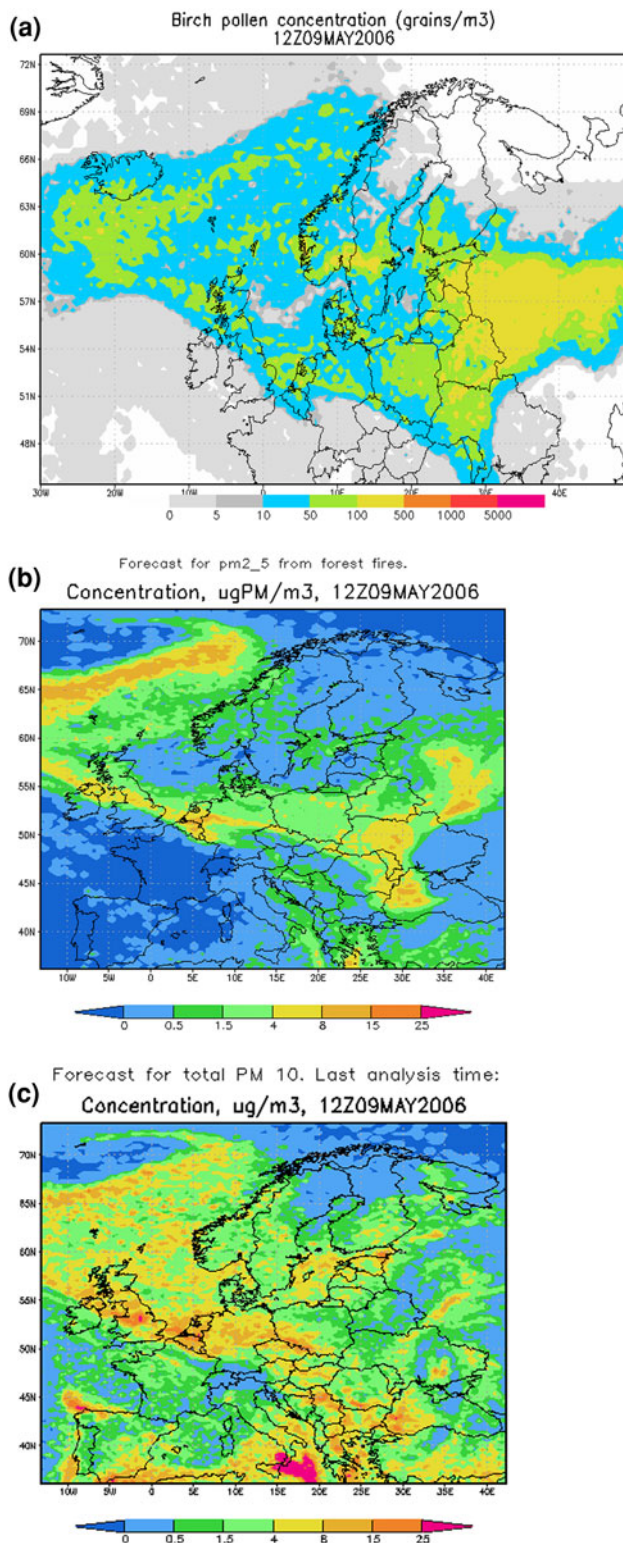 (a)
Birch pollen concentration (grains/m3)
12Z09MAY2006
72N
69N
66N
63N
60N
57N
54N
51N
48N
30W 20W 10W 0 10E 20E 30E 40E
0 5 10 50 100 500 1000 5000
(b)
Forecast for pm2_5 from forest fires.
Concentration, ugPM/m3, 12Z09MAY2006
70N
65N
60N
55N
50N
45N
40N
10W 5W 0 5E 10E 15E 20E 25E 30E 35E 40E
0 0.5 1.5 4 8 15 25
Forecast for total PM 10. Last analysis time:
(c)
Concentration, ug/m3, 12Z09MAY2006
70N
65N
60N
55N
50N
45N
40N
10W 5W 0 5E 10E 15E 20E 25E 30E 35E 40E
0 0.5 1.5 4 8 15 25